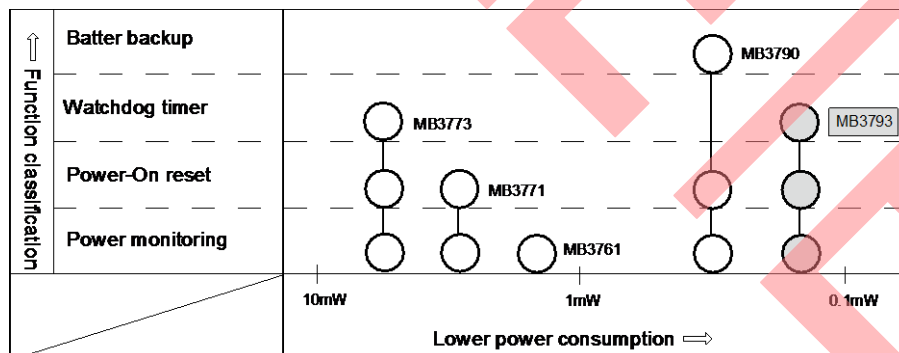 Batter backup
MB3790
Watchdog timer
MB3773
MB3793
Power-On reset
MB3771
Power monitoring
MB3761
Function classification
10mW
1mW
0.1mW
Lower power consumption